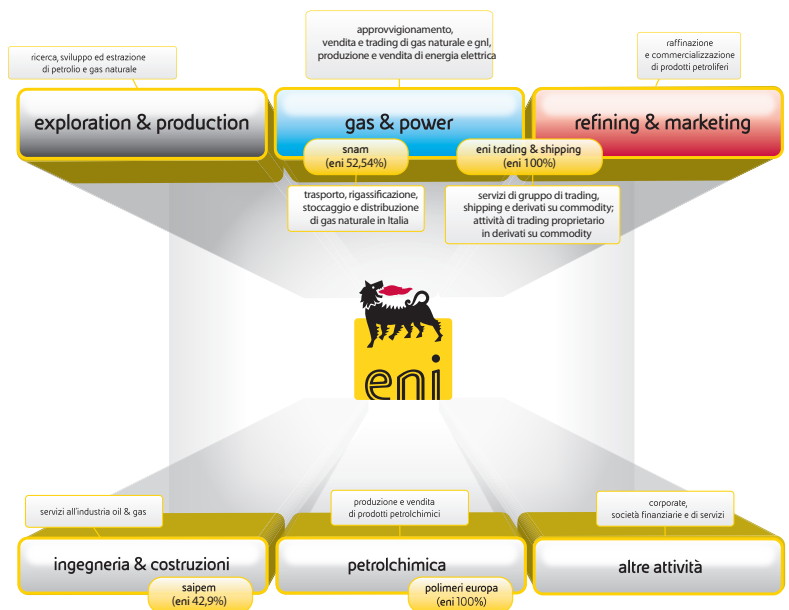 approvvigionamento,
vendita e trading di gas naturale e gnl,
produzione e vendita di energia elettrica
ricerca, sviluppo ed estrazione
di petrolio e gas naturale
raffinazione
e commercializzazione
di prodotti petroliferi
exploration & production
gas & power
refining & marketing
snam
(eni 52,54%)
eni trading & shipping
(eni 100%)
trasporto, rigassificazione,
stoccaggio e distribuzione
di gas naturale in Italia
servizi di gruppo di trading,
shipping e derivati su commodity;
attività di trading proprietario
in derivati su commodity
eni
servizi all'industria oil & gas
produzione e vendita
di prodotti petrolchimici
corporate,
società finanziarie e di servizi
ingegneria & costruzioni
petrolchimica
altre attività
saipem
(eni 42,9%)
polimeri europa
(eni 100%)